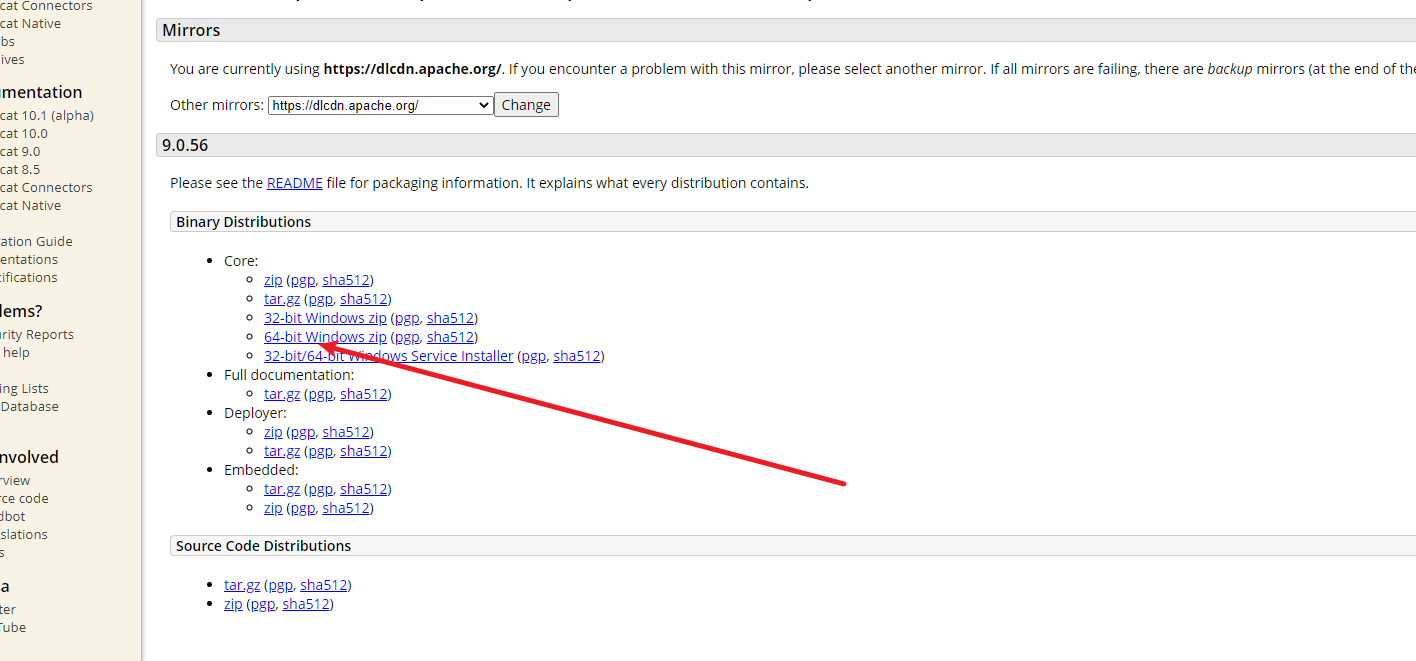 cat Connectors
cat Native
bs
ives
mentation
cat 10.1 (alpha)
cat 10.0
cat 9.0
cat 8.5
cat Connectors
cat Native
ration Guide
entations
cifications
lems?
urity Reports
help
ing Lists
Database
nvolved
rview
rce code
dbot
slations
s
a
ter
Tube
Mirrors
You are currently using https://dlcdn.apache.org/. If you encounter a problem with this mirror, please select another mirror. If all mirrors are failing, there are backup mirrors (at the end of the
Other mirrors: https://dlcdn.apache.org/ Change
9.0.56
Please see the README file for packaging information. It explains what every distribution contains.
Binary Distributions
Core:
zip (pgp, sha512)
tar.gz (pgp, sha512)
32-bit Windows zip (pgp, sha512)
64-bit Windows zip (pgp, sha512)
32-bit/64-bit Windows Service Installer (pgp, sha512)
Full documentation:
tar.gz (pgp, sha512)
Deployer:
zip (pgp, sha512)
tar.gz (pgp, sha512)
Embedded:
tar.gz (pgp, sha512)
zip (pgp, sha512)
Source Code Distributions
tar.gz (pgp, sha512)
zip (pgp, sha512)